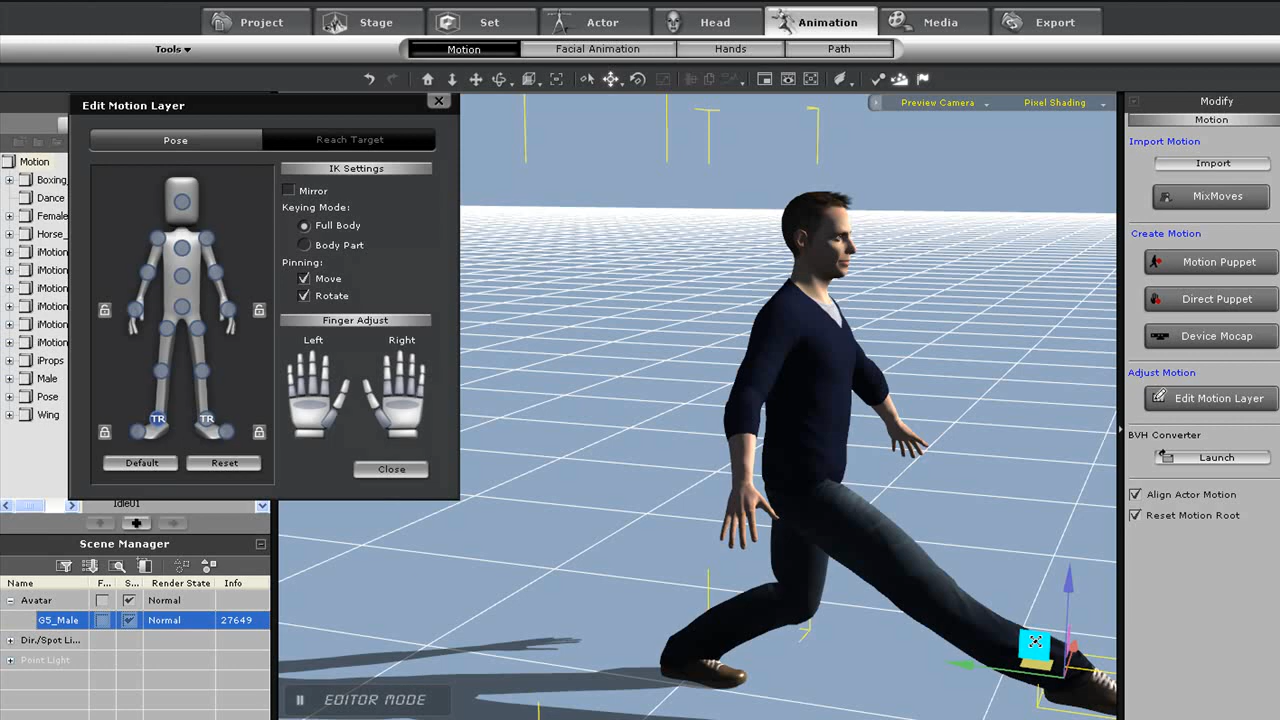 Project
Stage
Set
Actor
Head
Animation
Media
Export
Tools
Motion
Facial Animation
Hands
Path
Edit Motion Layer
Pose
Reach Target
IK Settings
Mirror
Keying Mode:
Full Body
Body Part
Pinning:
Move
Rotate
Finger Adjust
Left
Right
TR
TR
Default
Reset
Close
Motion
Boxing
Dance
Female
Horse_
iMotion
iMotion
iMotion
iMotion
iMotion
iMotion
iProps
Male
Pose
Wing
Idle01
Scene Manager
Name
F...
S...
Render State
Info
Avatar
Normal
G5_Male
Normal
27649
Dir./Spot Li...
Point Light
Preview Camera
Pixel Shading
EDITOR MODE
Modify
Motion
Import Motion
Import
MixMoves
Create Motion
Motion Puppet
Direct Puppet
Device Mocap
Adjust Motion
Edit Motion Layer
BVH Converter
Launch
Align Actor Motion
Reset Motion Root